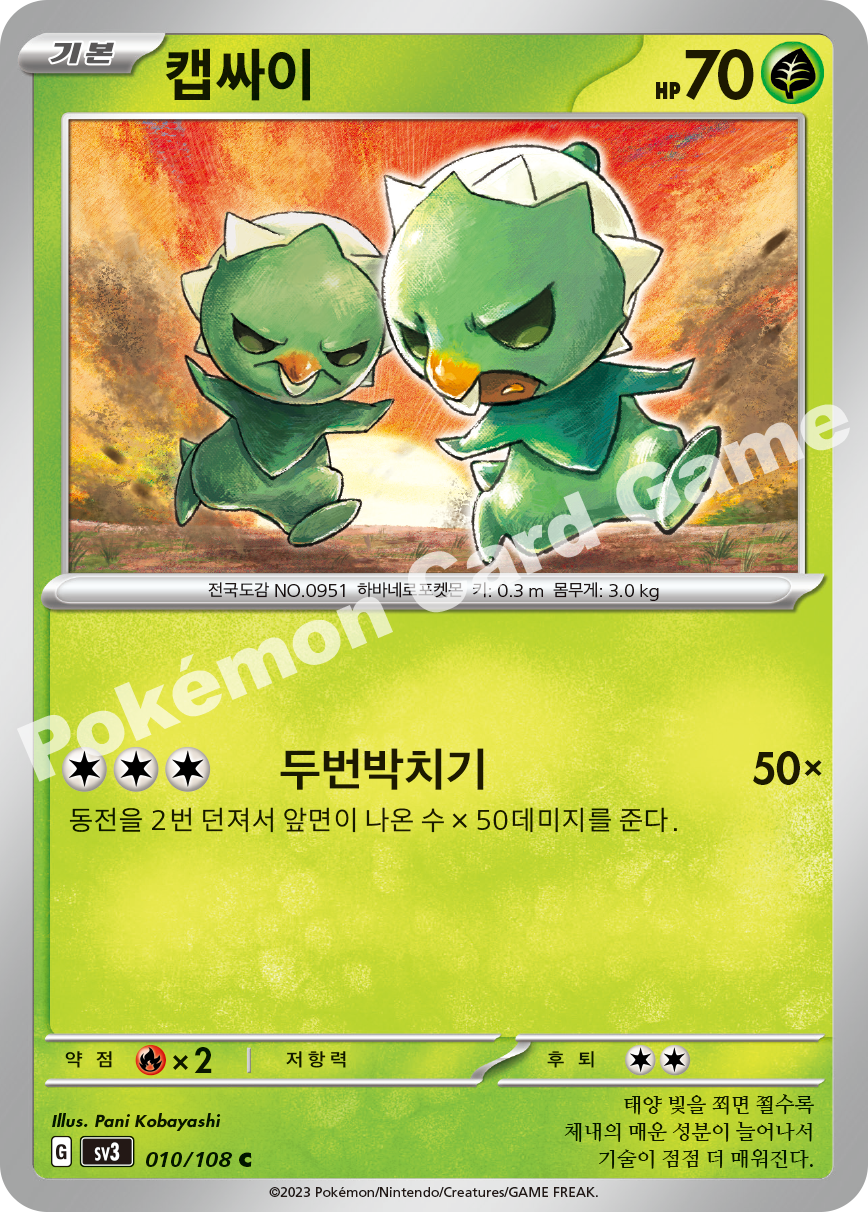 기본 캡싸이 HP 70
전국도감 NO.0951 하바네로포켓몬 키: 0.3 m 몸무게: 3.0 kg
Pokémon Card Game
두번박치기 50×
동전을 2번 던져서 앞면이 나온 수 × 50데미지를 준다.
약점 ×2 저항력 후퇴
Illus. Pani Kobayashi
태양 빛을 쬐면 쬘수록
체내의 매운 성분이 늘어나서
기술이 점점 더 매워진다.
G sv3 010/108 C
©2023 Pokémon/Nintendo/Creatures/GAME FREAK.